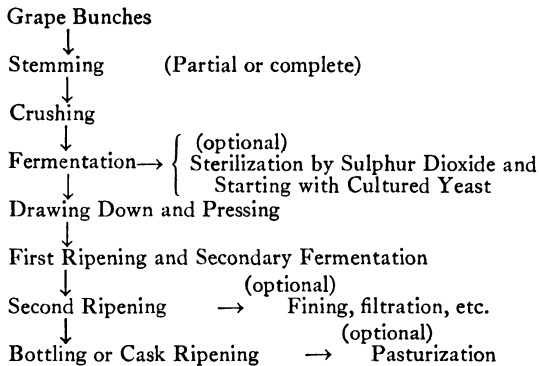 Grape Bunches
Stemming (Partial or complete)
Crushing
(optional)
Fermentation→ { Sterilization by Sulphur Dioxide and
Starting with Cultured Yeast
Drawing Down and Pressing
First Ripening and Secondary Fermentation
(optional)
Second Ripening → Fining, filtration, etc.
(optional)
Bottling or Cask Ripening → Pasturization